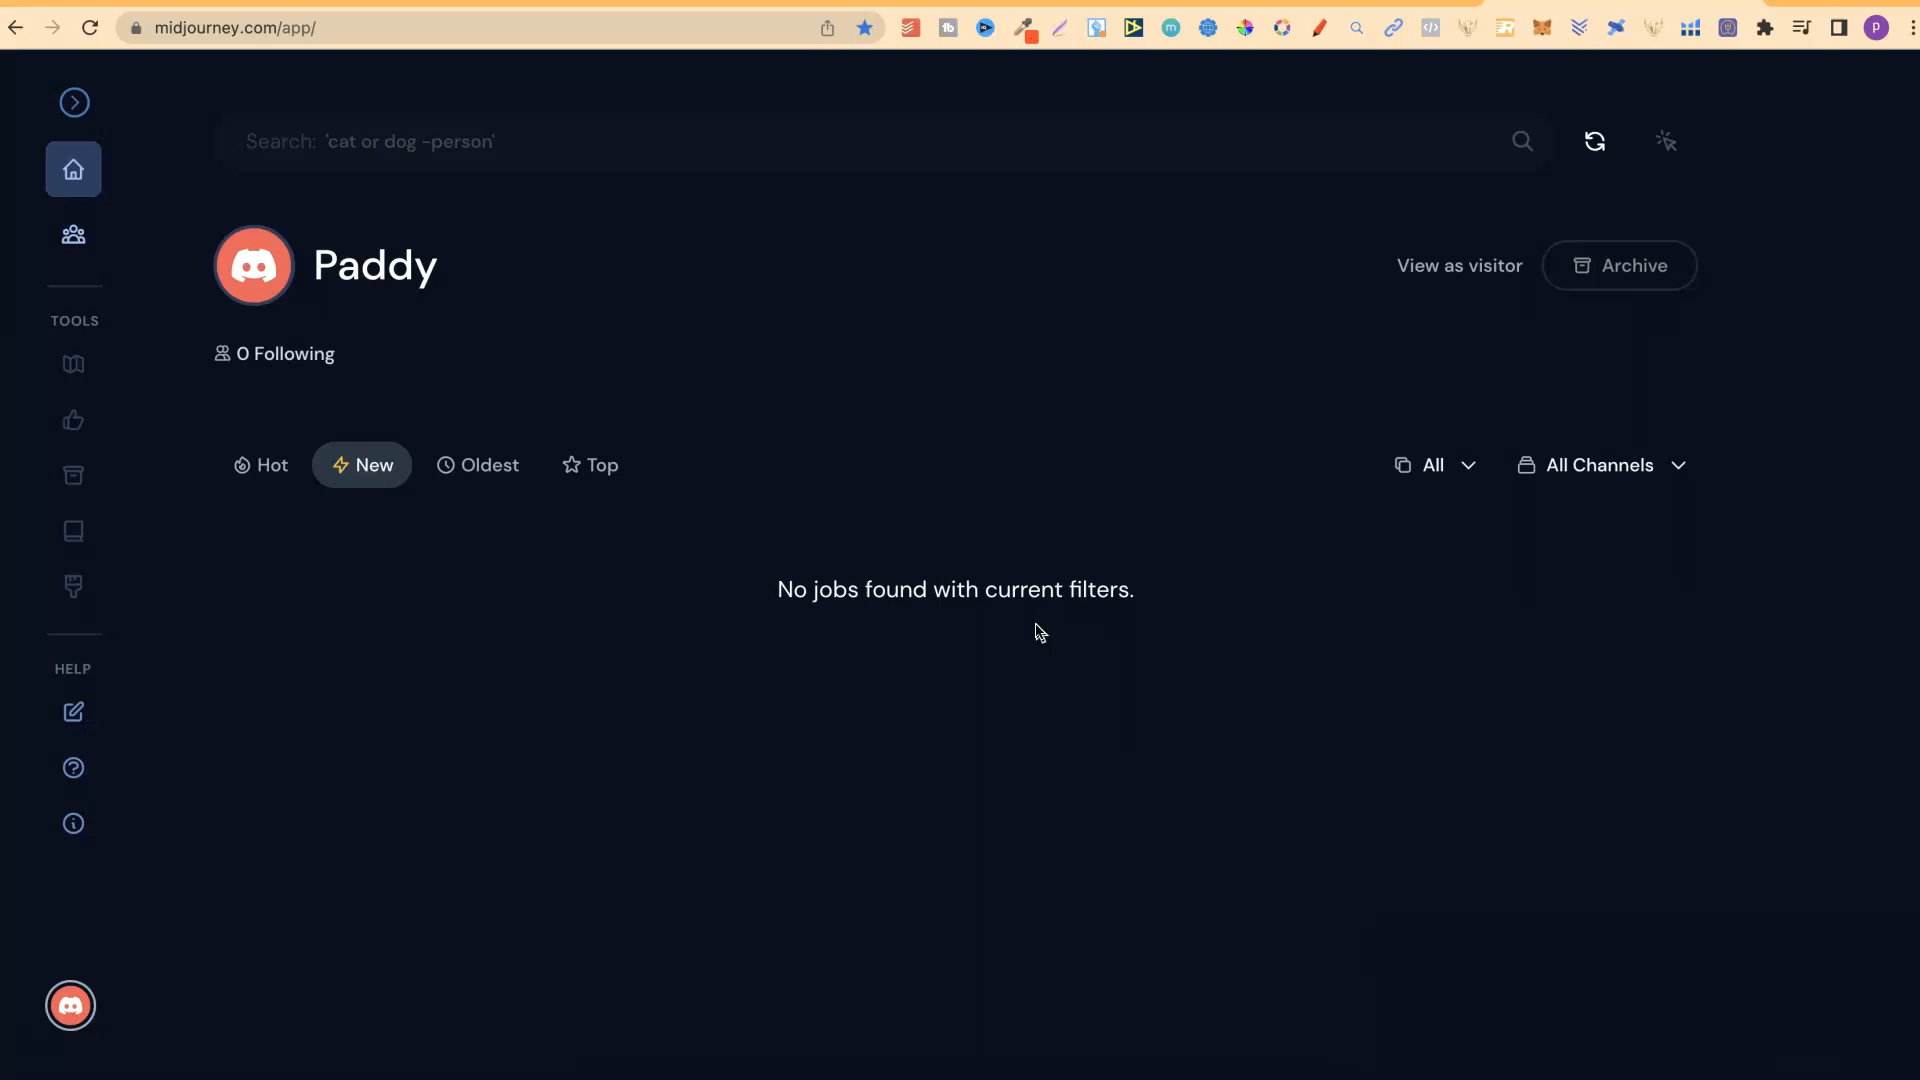 midjourney.com/app/
tb
m
R
P
Search: 'cat or dog -person'
Paddy
View as visitor
Archive
TOOLS
0 Following
Hot
New
Oldest
Top
All
All Channels
No jobs found with current filters.
HELP